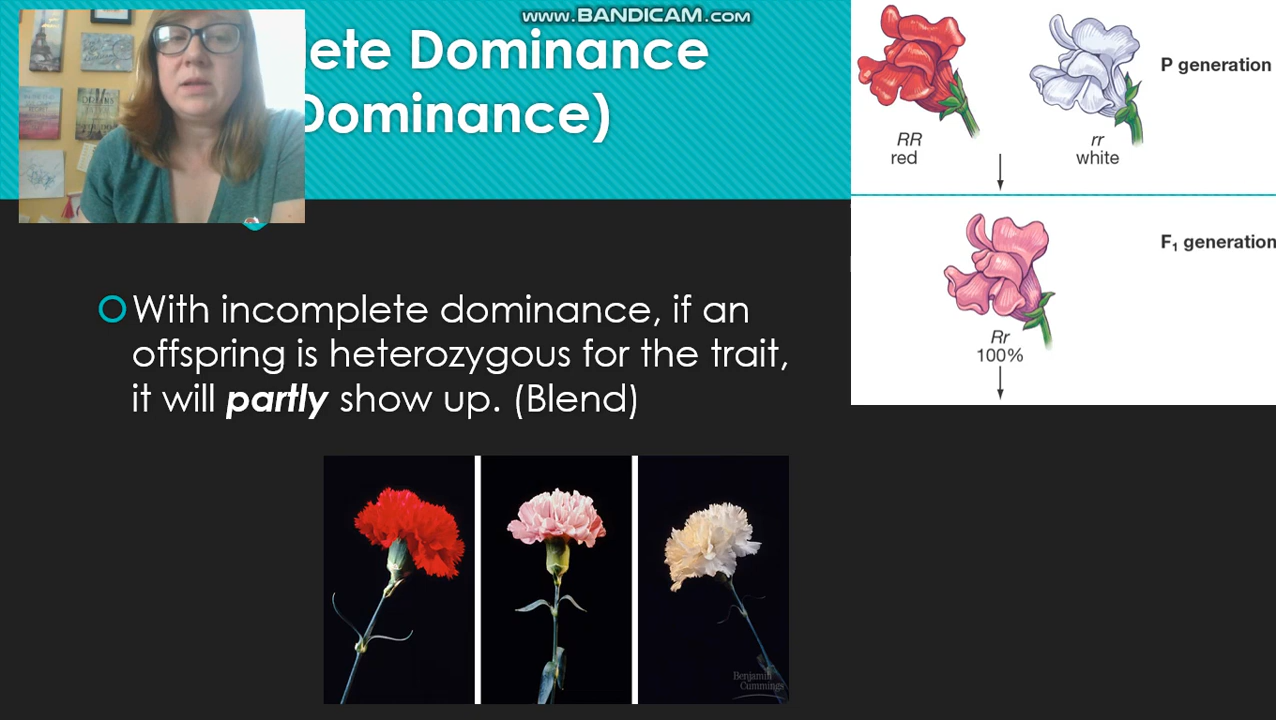 www.BANDICAM.com
ete Dominance
Dominance)
P generation
RR
red
rr
white
F₁ generation
Rr
100%
With incomplete dominance, if an
offspring is heterozygous for the trait,
it will partly show up. (Blend)
Benjamin
Cummings